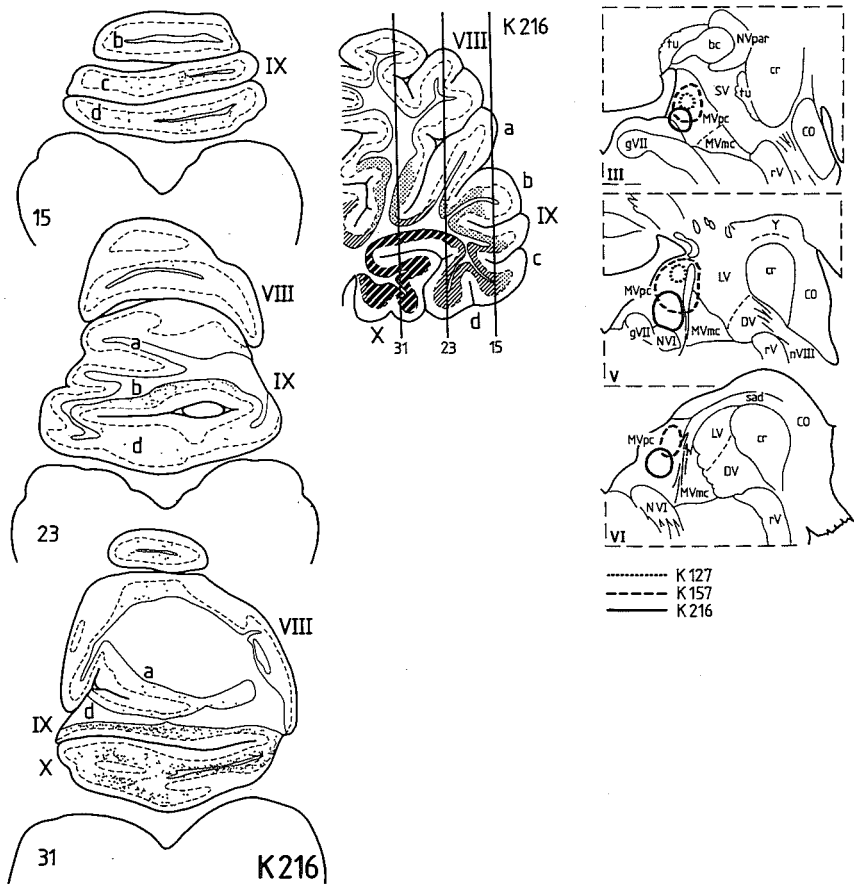 b
IX
c
d
15
VIII
a
IX
b
d
23
VIII
a
IX
d
X
31
K216
VIII
K 216
a
b
IX
c
X
d
31
23
15
tu
bc
NVpar
cr
SV
tu
MVpc
CO
gVII
MVmc
rV
III
Y
LV
cr
CO
MVpc
DV
gVII
NVI
MVmc
rV
nVIII
V
sad
CO
MVpc
LV
cr
DV
NVI
MVmc
rV
VI
K 127
K 157
K 216